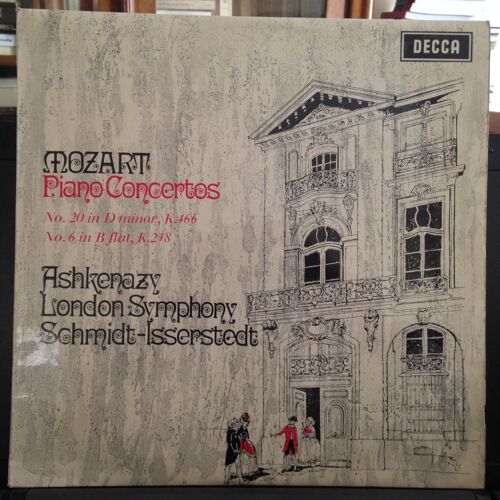 DECCA
MOZART
Piano Concertos
No. 20 in D minor, K.466
No. 6 in B flat, K.238
Ashkenazy
London Symphony
Schmidt-Isserstedt